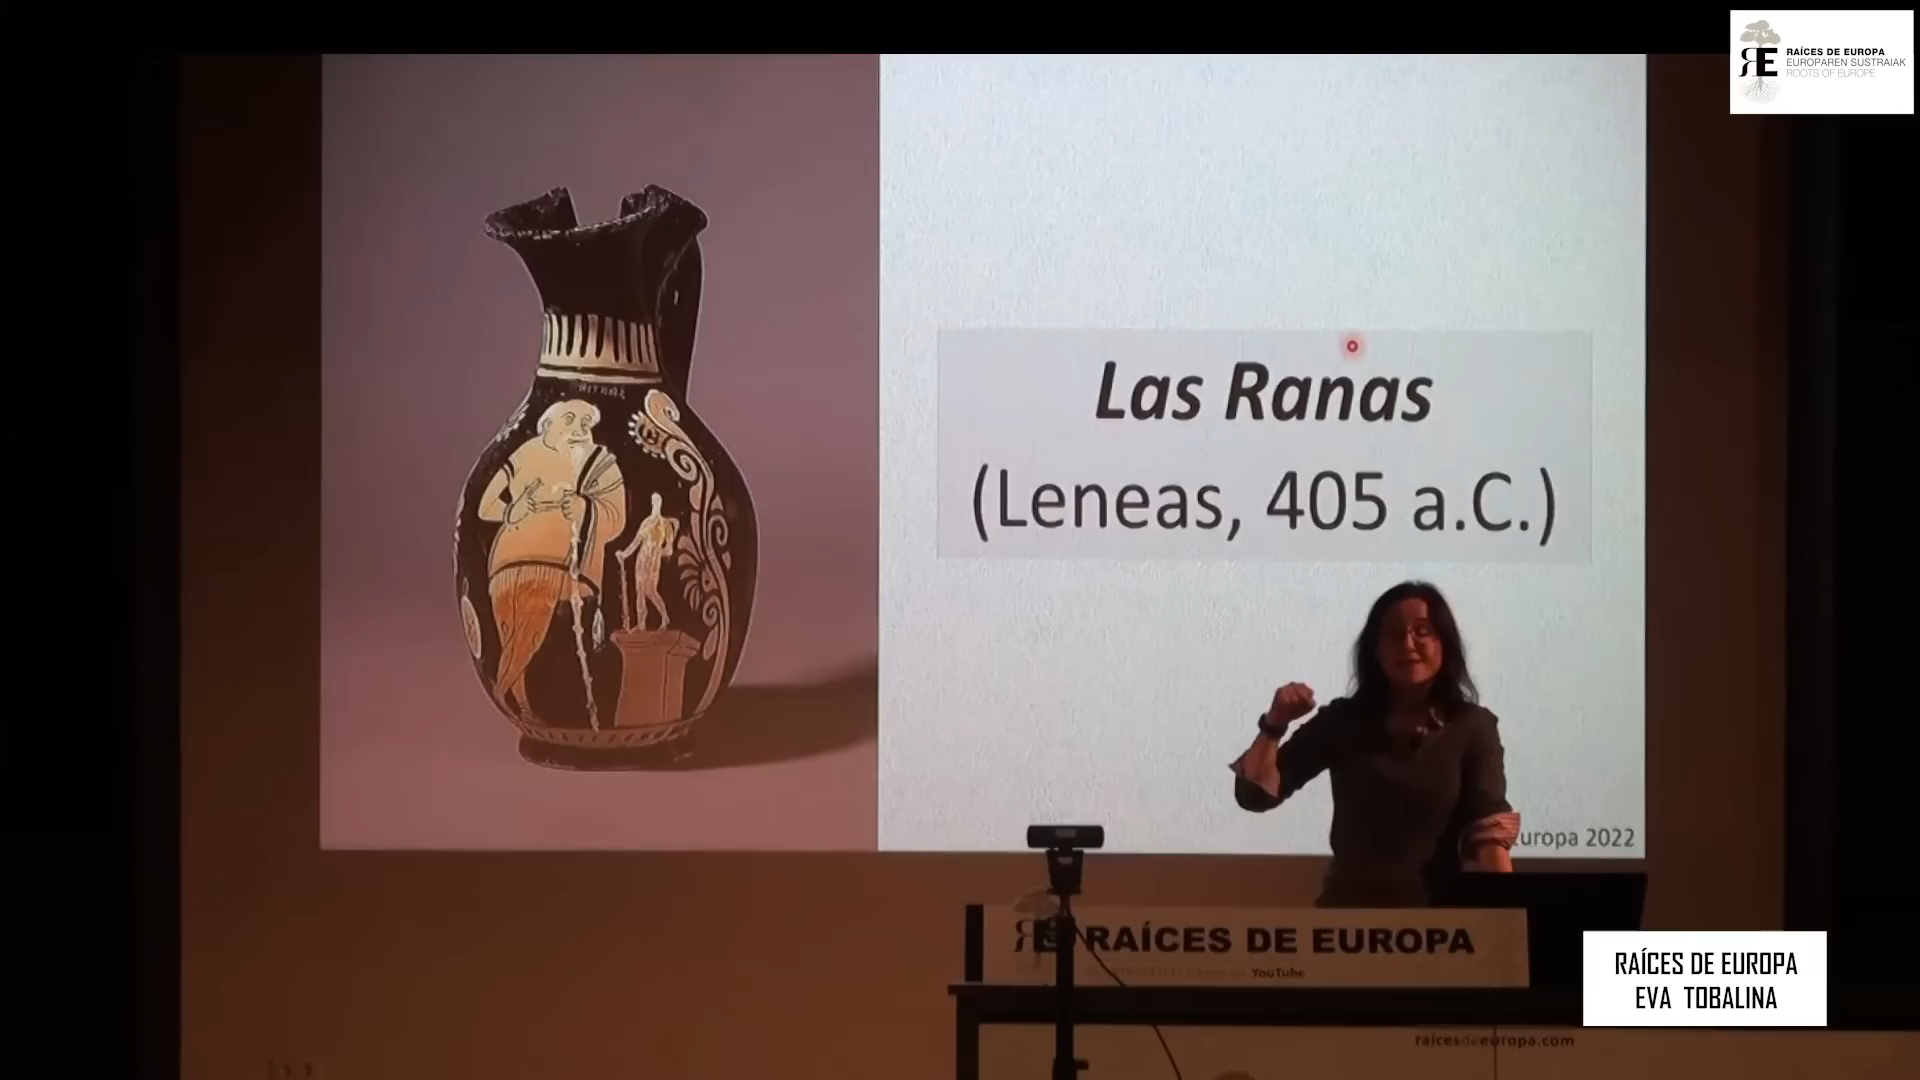 RAÍCES DE EUROPA
EUROPAREN SUSTRAIAK
ROOTS OF EUROPE
Las Ranas
(Leneas, 405 a.C.)
Europa 2022
RAÍCES DE EUROPA
YouTube
RAÍCES DE EUROPA
EVA TOBALINA
raicesdeeuropa.com